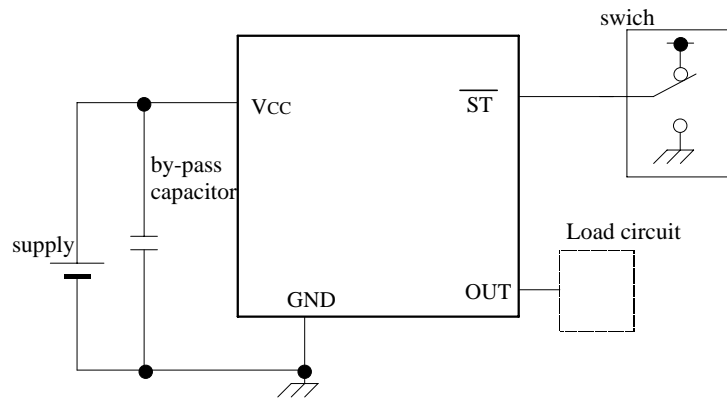 swich
VCC
ST
by-pass
capacitor
supply
Load circuit
GND
OUT